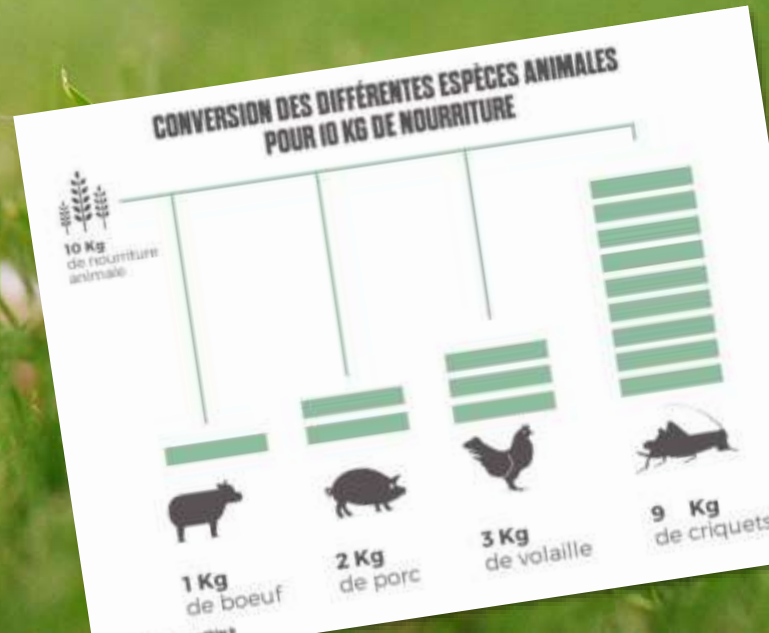 CONVERSION DES DIFFÉRENTES ESPÈCES ANIMALES
POUR 10 KG DE NOURRITURE
10 Kg
de nourriture
animale
1 Kg
de boeuf
2 Kg
de porc
3 Kg
de volaille
9 Kg
de criquets